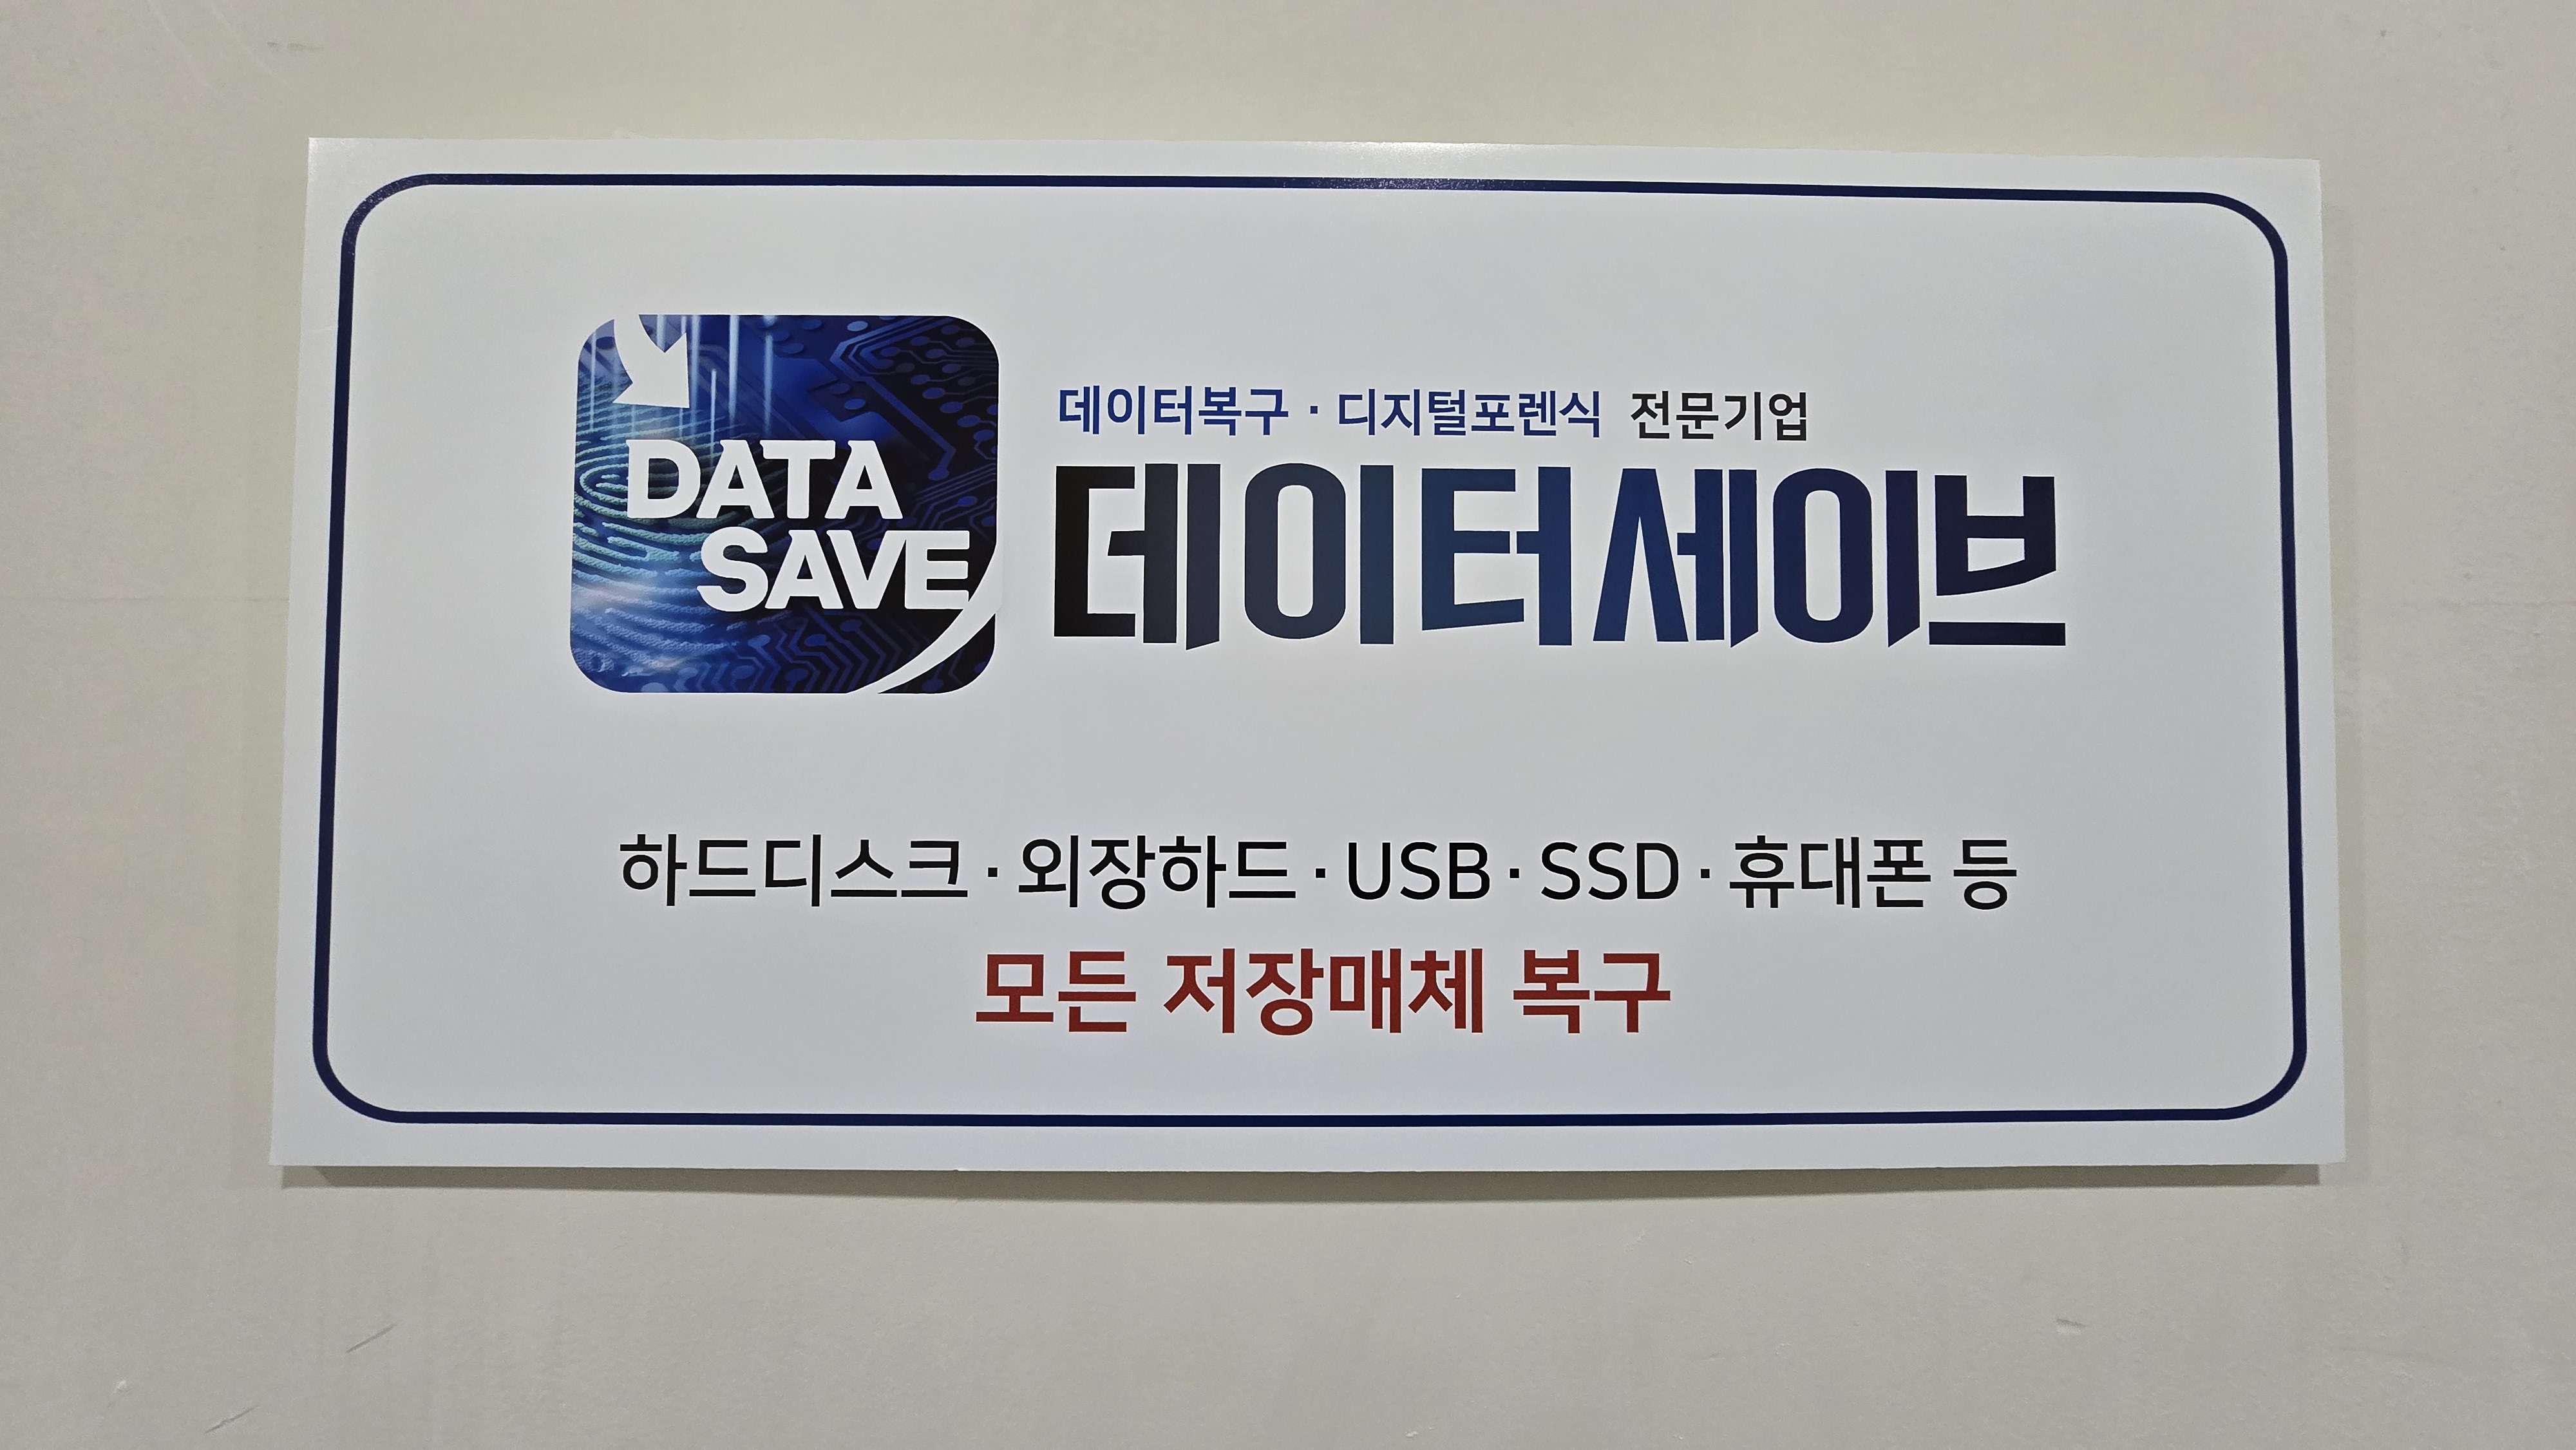 DATA
SAVE
데이터복구 · 디지털포렌식 전문기업
데이터세이브
하드디스크 · 외장하드 · USB · SSD · 휴대폰 등
모든 저장매체 복구